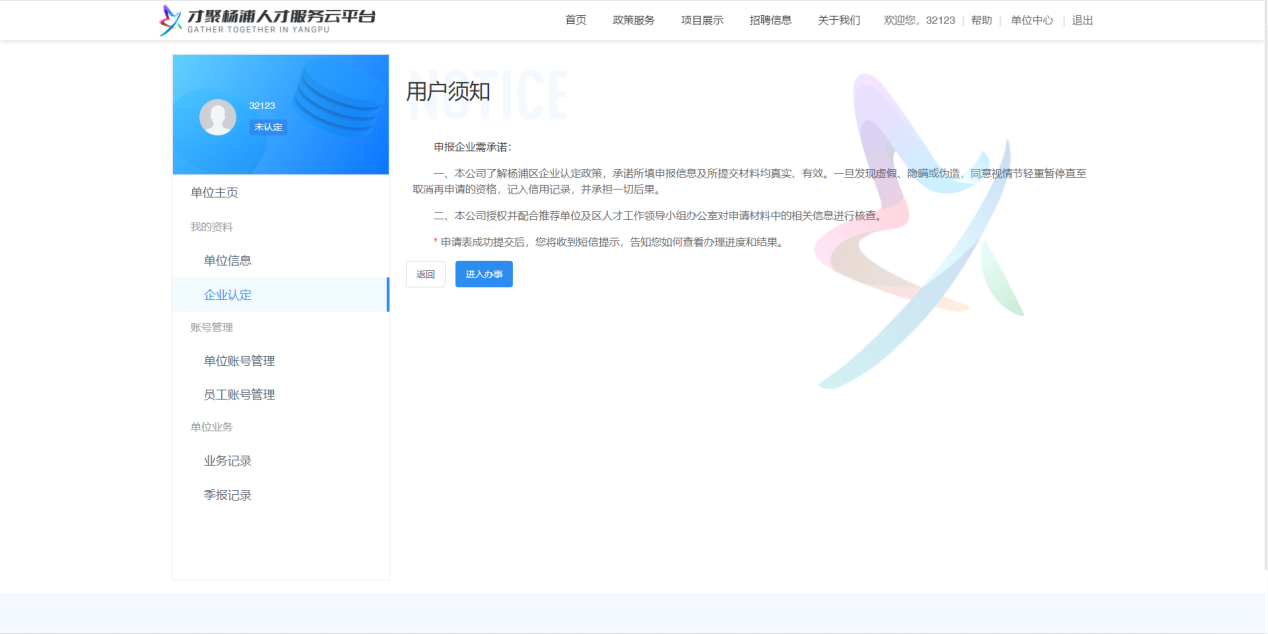 才聚杨浦人才服务云平台
GATHER TOGETHER IN YANGPU
首页 政策服务 项目展示 招聘信息 关于我们 欢迎您，32123 | 帮助 | 单位中心 | 退出
32123
未认定
单位主页
我的资料
单位信息
企业认定
账号管理
单位账号管理
员工账号管理
单位业务
业务记录
季报记录
NOTICE
用户须知
申报企业需承诺：
一、本公司了解杨浦区企业认定政策，承诺所填申报信息及所提交材料均真实、有效。一旦发现虚假、隐瞒或伪造，同意视情节轻重暂停直至
取消再申请的资格，记入信用记录，并承担一切后果。
二、本公司授权并配合推荐单位及区人才工作领导小组办公室对申请材料中的相关信息进行核查。
* 申请表成功提交后，您将收到短信提示，告知您如何查看办理进度和结果。
返回 进入办事